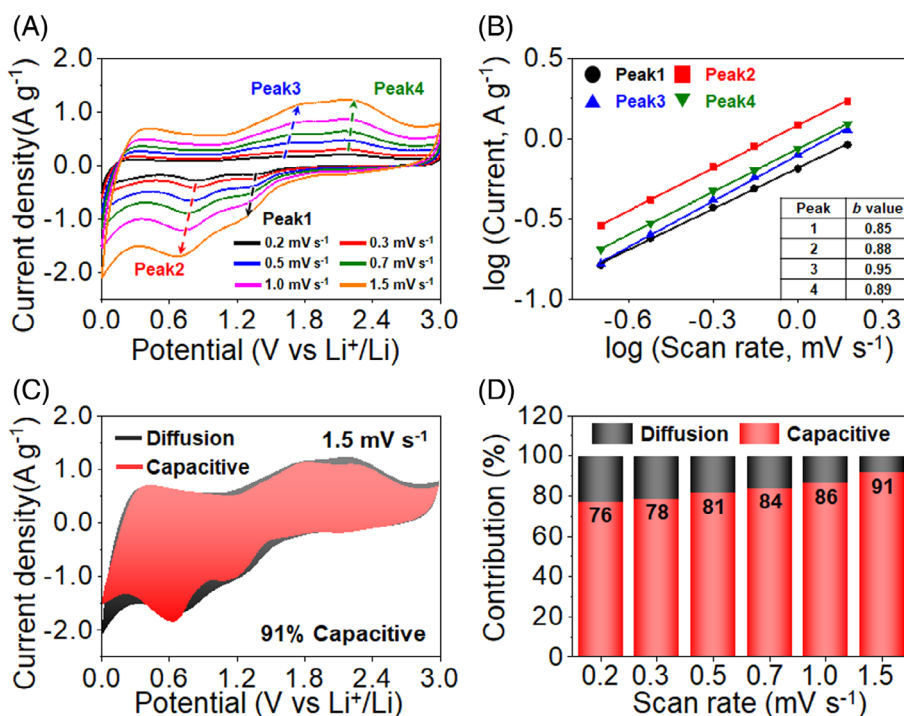 (A)
Current density(A g⁻¹)
2.0
1.0
0.0
-1.0
-2.0
Peak3
Peak4
Peak1
Peak2
0.2 mV s⁻¹ 0.3 mV s⁻¹
0.5 mV s⁻¹ 0.7 mV s⁻¹
1.0 mV s⁻¹ 1.5 mV s⁻¹
0.0 0.6 1.2 1.8 2.4 3.0
Potential (V vs Li⁺/Li)
(B)
log (Current, A g⁻¹)
0.5
0.0
-0.5
-1.0
Peak1 Peak2
Peak3 Peak4
Peak b value
1 0.85
2 0.88
3 0.95
4 0.89
-0.6 -0.3 0.0 0.3
log (Scan rate, mV s⁻¹)
(C)
Current density(A g⁻¹)
2.0
1.0
0.0
-1.0
-2.0
Diffusion
Capacitive
1.5 mV s⁻¹
91% Capacitive
0.0 0.6 1.2 1.8 2.4 3.0
Potential (V vs Li⁺/Li)
(D)
Contribution (%)
120
100
80
60
40
20
0
Diffusion Capacitive
76 78 81 84 86 91
0.2 0.3 0.5 0.7 1.0 1.5
Scan rate (mV s⁻¹)